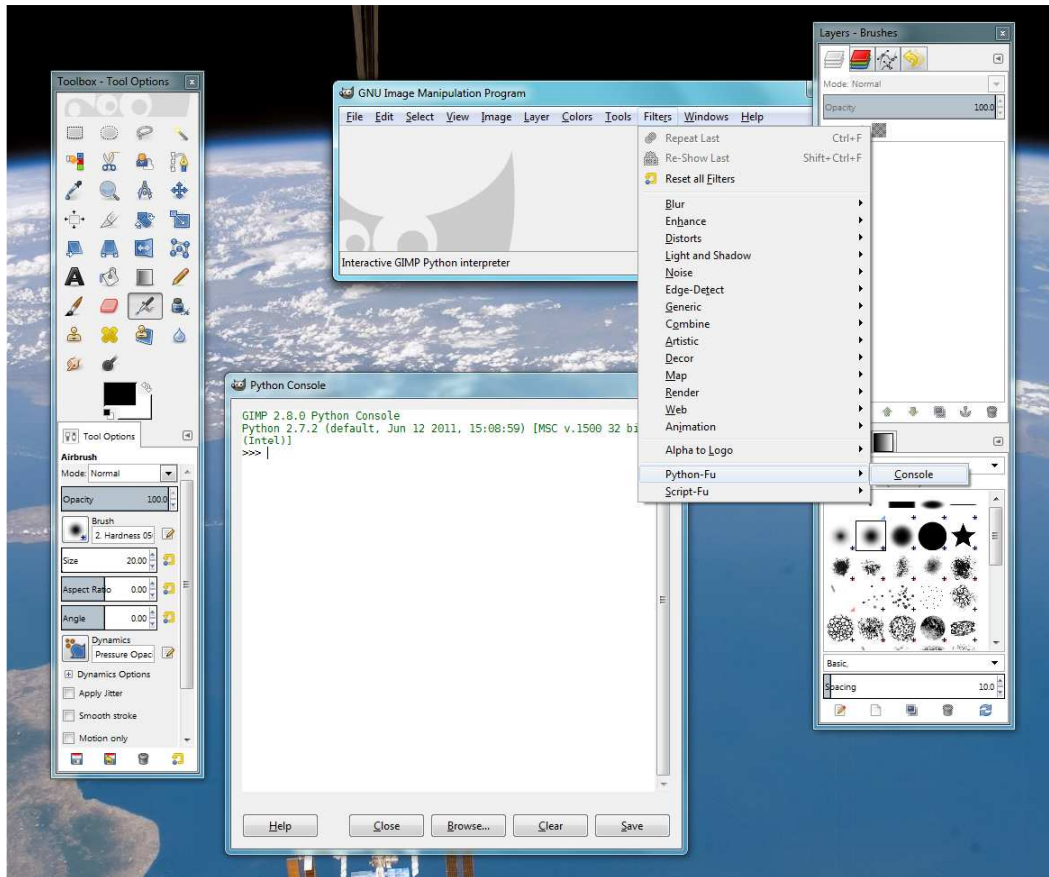 Toolbox - Tool Options
Tool Options
Airbrush
Mode: Normal
Opacity 100.0
Brush
2. Hardness 05
Size 20.00
Aspect Ratio 0.00
Angle 0.00
Dynamics
Pressure Opac
Dynamics Options
Apply Jitter
Smooth stroke
Motion only
GNU Image Manipulation Program
File Edit Select View Image Layer Colors Tools Filters Windows Help
Interactive GIMP Python interpreter
Repeat Last Ctrl+F
Re-Show Last Shift+Ctrl+F
Reset all Filters
Blur
Enhance
Distorts
Light and Shadow
Noise
Edge-Detect
Generic
Combine
Artistic
Decor
Map
Render
Web
Animation
Alpha to Logo
Python-Fu
Script-Fu
Console
Python Console
GIMP 2.8.0 Python Console
Python 2.7.2 (default, Jun 12 2011, 15:08:59) [MSC v.1500 32 bi
(Intel)]
>>>
Help Close Browse... Clear Save
Layers - Brushes
Mode: Normal
Opacity 100.0
Basic,
Spacing 10.0